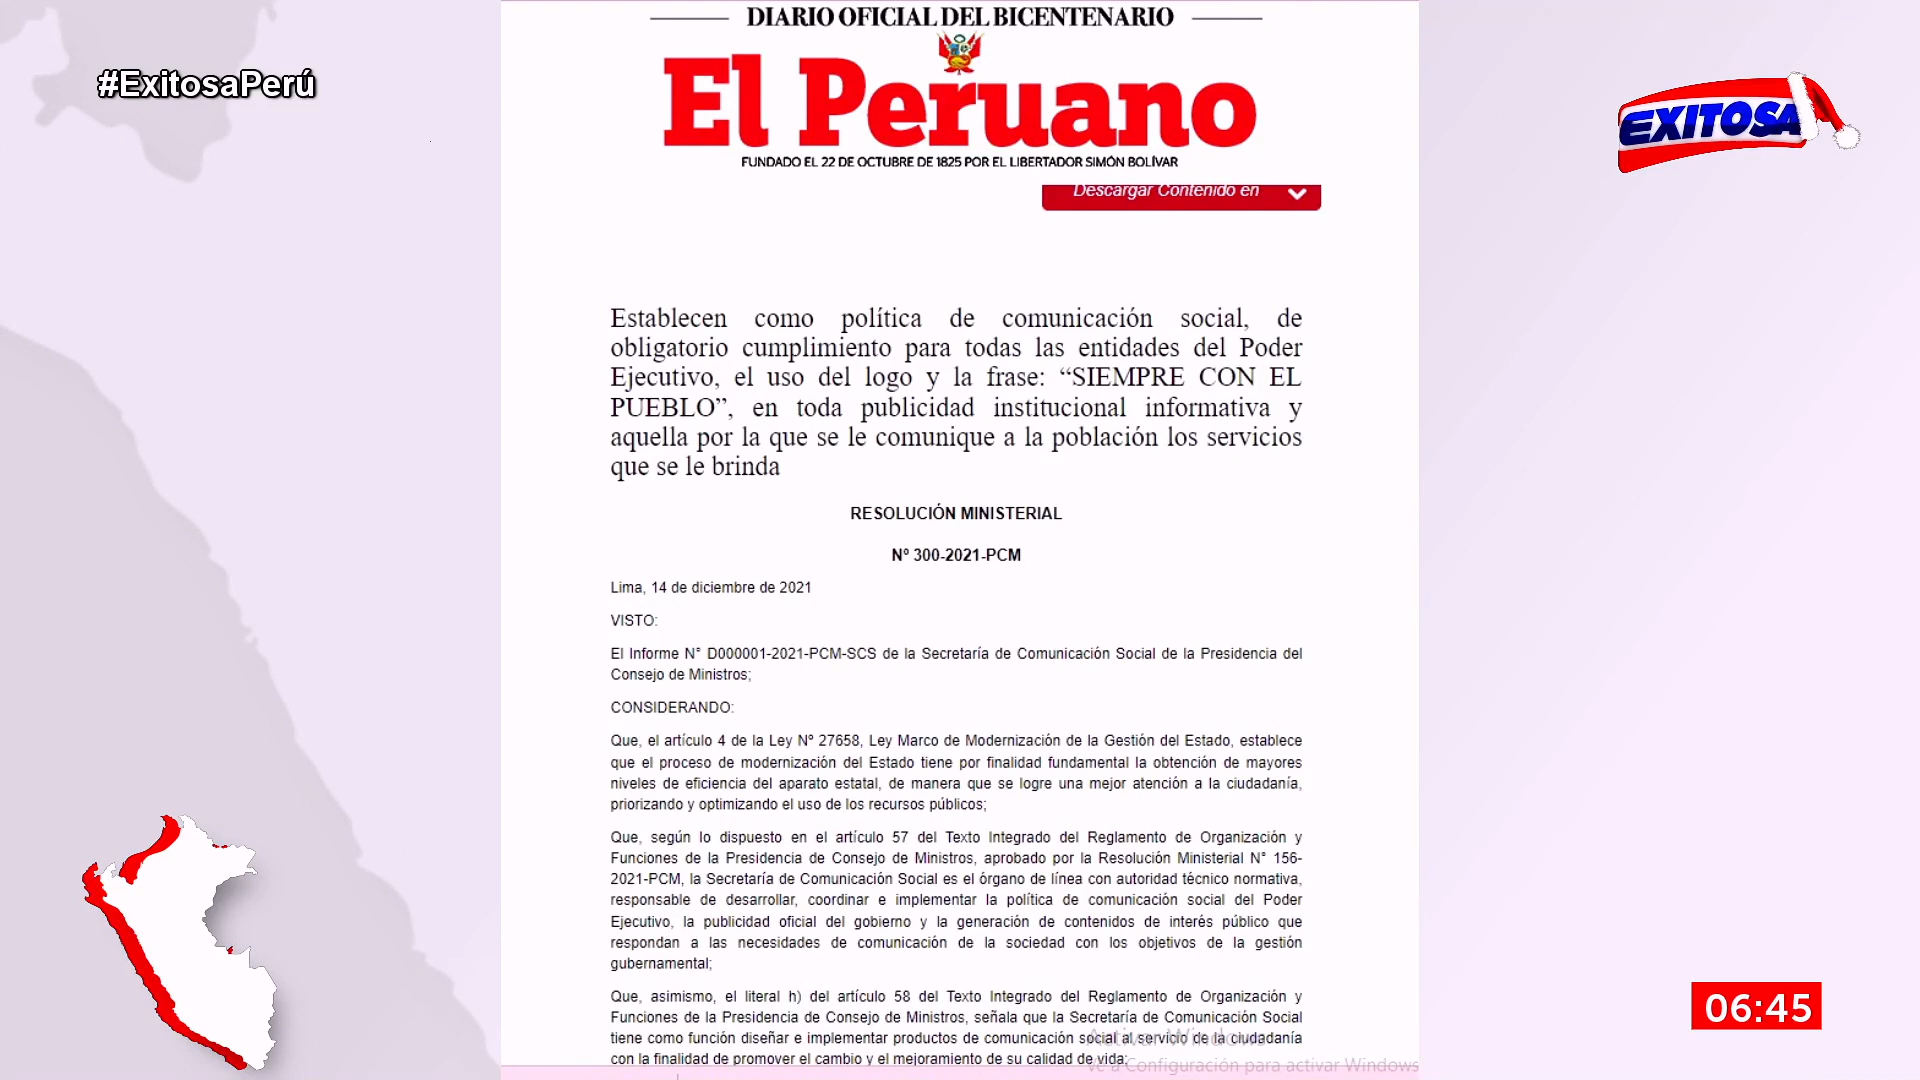 DIARIO OFICIAL DEL BICENTENARIO
#ExitosaPerú
El Peruano
EXITOSA
FUNDADO EL 22 DE OCTUBRE DE 1825 POR EL LIBERTADOR SIMÓN BOLÍVAR
Descargar Contenido en
Establecen como política de comunicación social, de
obligatorio cumplimiento para todas las entidades del Poder
Ejecutivo, el uso del logo y la frase: “SIEMPRE CON EL
PUEBLO”, en toda publicidad institucional informativa y
aquella por la que se le comunique a la población los servicios
que se le brinda
RESOLUCIÓN MINISTERIAL
Nº 300-2021-PCM
Lima, 14 de diciembre de 2021
VISTO:
El Informe N° D000001-2021-PCM-SCS de la Secretaría de Comunicación Social de la Presidencia del
Consejo de Ministros;
CONSIDERANDO:
Que, el artículo 4 de la Ley Nº 27658, Ley Marco de Modernización de la Gestión del Estado, establece
que el proceso de modernización del Estado tiene por finalidad fundamental la obtención de mayores
niveles de eficiencia del aparato estatal, de manera que se logre una mejor atención a la ciudadanía,
priorizando y optimizando el uso de los recursos públicos;
Que, según lo dispuesto en el artículo 57 del Texto Integrado del Reglamento de Organización y
Funciones de la Presidencia de Consejo de Ministros, aprobado por la Resolución Ministerial N° 156-
2021-PCM, la Secretaría de Comunicación Social es el órgano de línea con autoridad técnico normativa,
responsable de desarrollar, coordinar e implementar la política de comunicación social del Poder
Ejecutivo, la publicidad oficial del gobierno y la generación de contenidos de interés público que
respondan a las necesidades de comunicación de la sociedad con los objetivos de la gestión
gubernamental;
Que, asimismo, el literal h) del artículo 58 del Texto Integrado del Reglamento de Organización y
Funciones de la Presidencia de Consejo de Ministros, señala que la Secretaría de Comunicación Social
tiene como función diseñar e implementar productos de comunicación social al servicio de la ciudadanía
con la finalidad de promover el cambio y el mejoramiento de su calidad de vida;
Activar Windows
Ve a Configuración para activar Windows
06:45